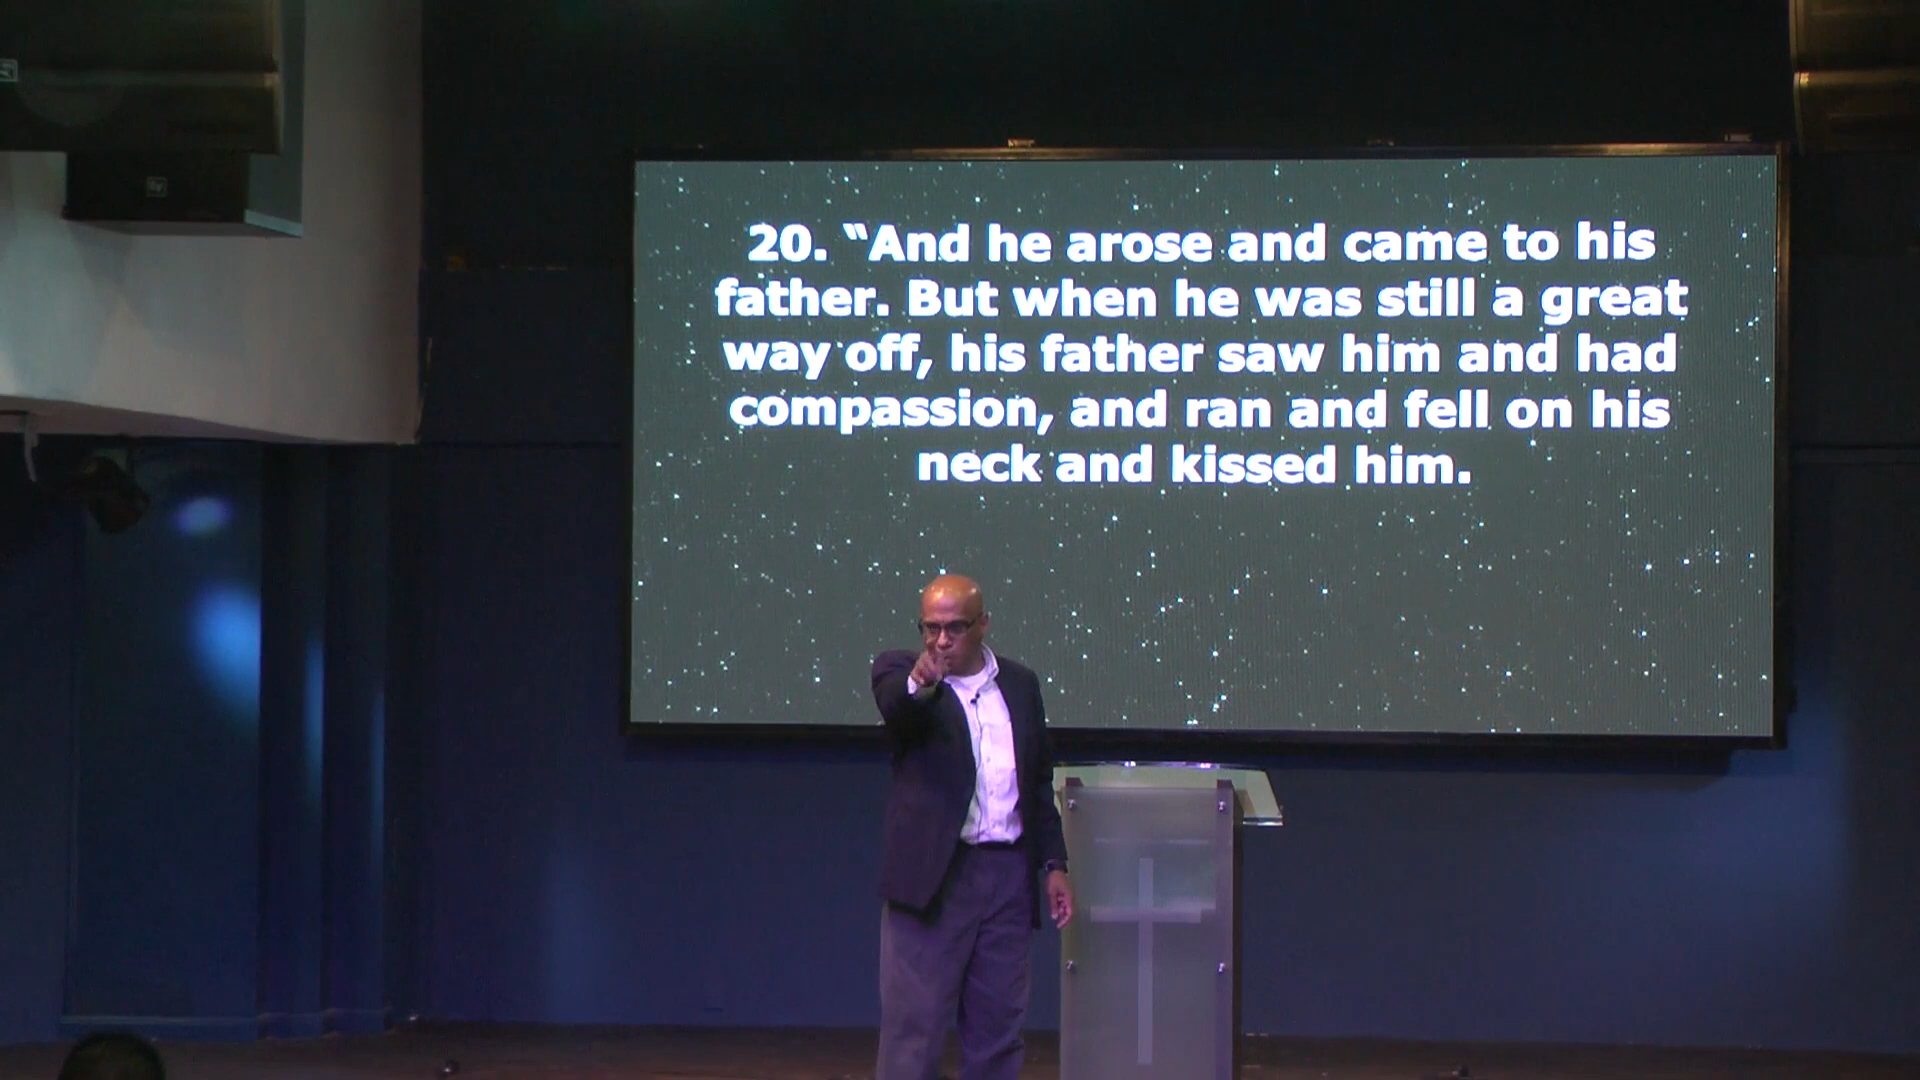 20. “And he arose and came to his
father. But when he was still a great
way off, his father saw him and had
compassion, and ran and fell on his
neck and kissed him.